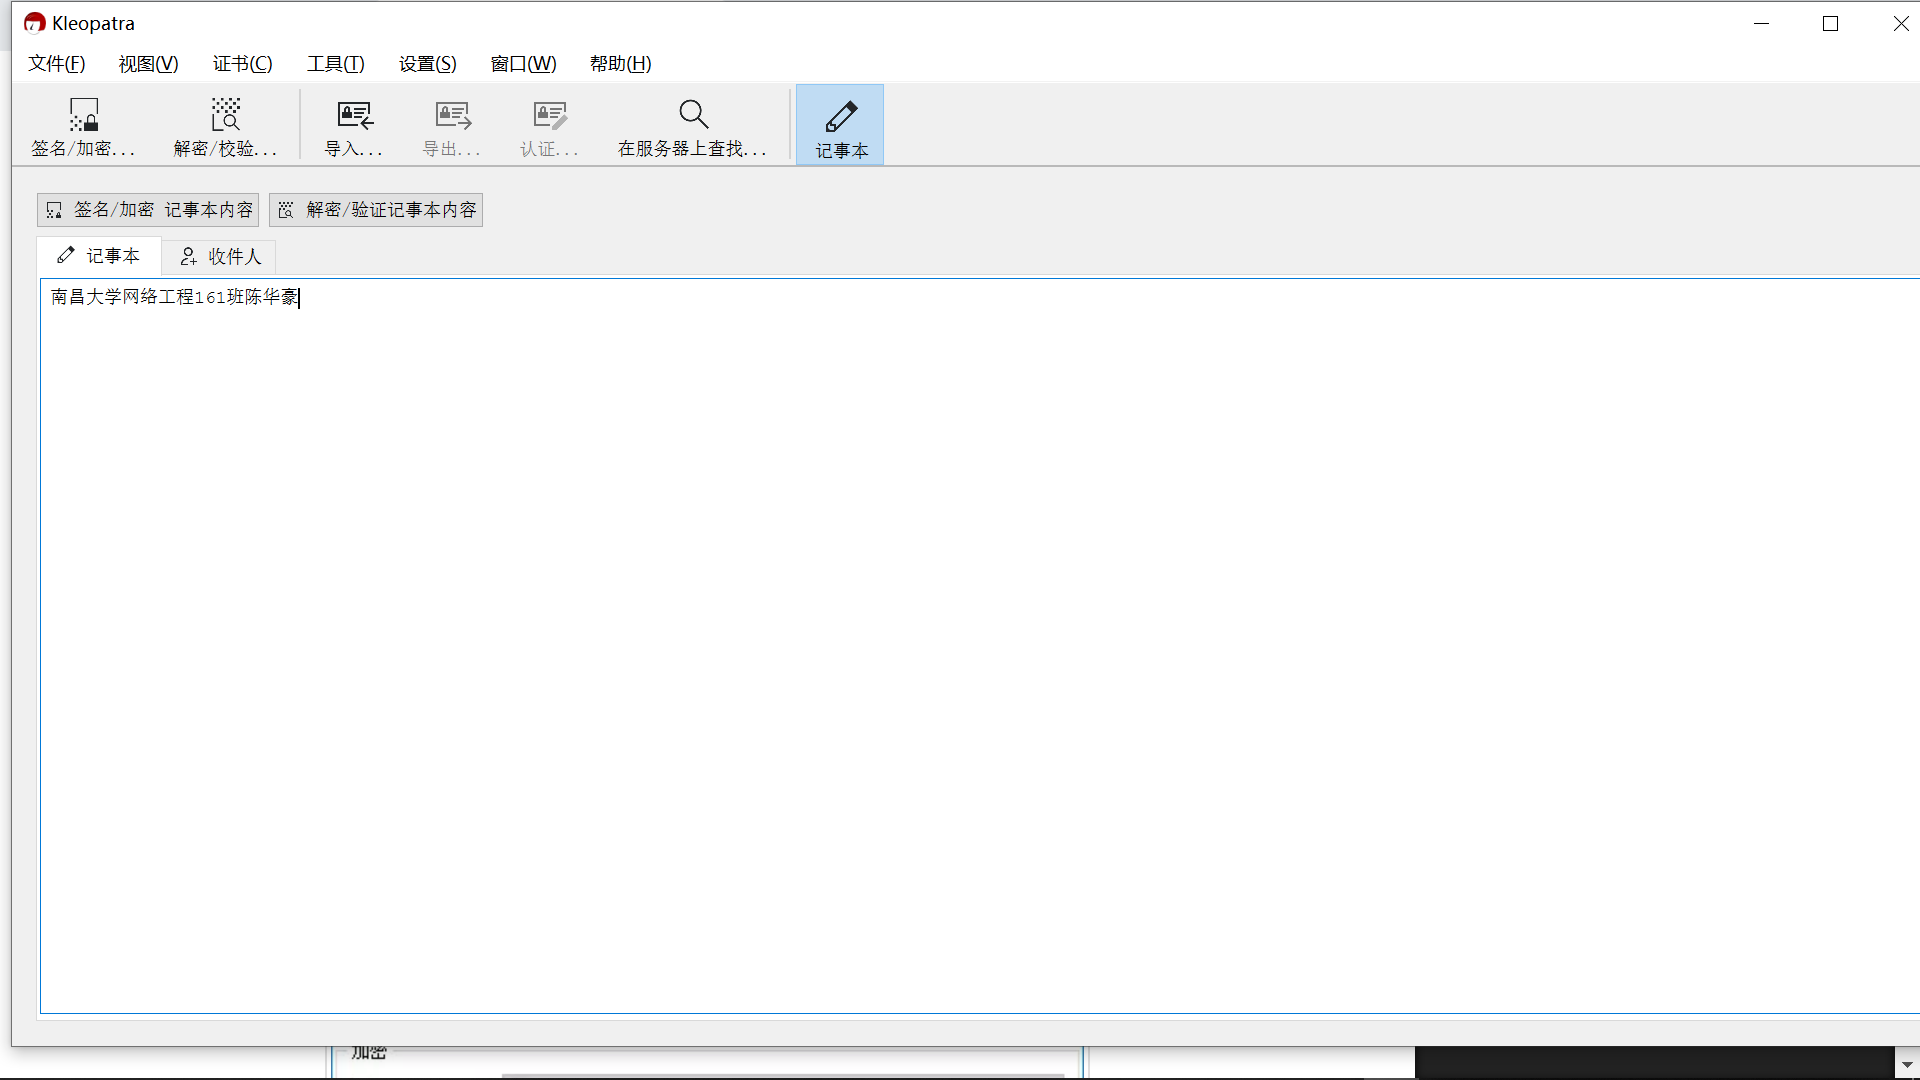 Kleopatra
文件(F) 视图(V) 证书(C) 工具(T) 设置(S) 窗口(W) 帮助(H)
签名/加密... 解密/校验... 导入... 导出... 认证... 在服务器上查找... 记事本
签名/加密 记事本内容 解密/验证记事本内容
记事本 收件人
南昌大学网络工程161班陈华豪
加密